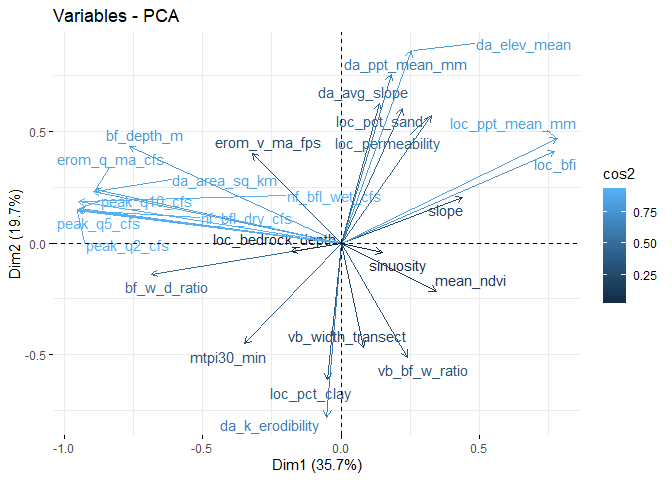 Variables - PCA
da_elev_mean
da_ppt_mean_mm
da_avg_slope
loc_pct_sand
loc_ppt_mean_mm
bf_depth_m
erom_v_ma_fps
loc_permeability
erom_q_ma_cfs
loc_bfi
da_area_sq_km
nf_bfl_wet_cfs
peak_q10_cfs
slope
nf_bfl_dry_cfs
peak_q5_cfs
loc_bedrock_depth
peak_q2_cfs
sinuosity
mean_ndvi
bf_w_d_ratio
vb_width_transect
mtpi30_min
vb_bf_w_ratio
loc_pct_clay
da_k_erodibility
0.5
0.0
-0.5
Dim2 (19.7%)
-1.0
-0.5
0.0
0.5
Dim1 (35.7%)
cos2
0.75
0.50
0.25